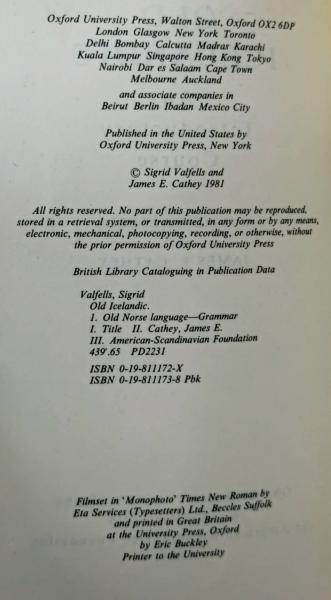 Oxford University Press, Walton Street, Oxford OX2 6DP
London Glasgow New York Toronto
Delhi Bombay Calcutta Madras Karachi
Kuala Lumpur Singapore Hong Kong Tokyo
Nairobi Dar es Salaam Cape Town
Melbourne Auckland
and associate companies in
Beirut Berlin Ibadan Mexico City
Published in the United States by
Oxford University Press, New York
© Sigrid Valfells and
James E. Cathey 1981
All rights reserved. No part of this publication may be reproduced,
stored in a retrieval system, or transmitted, in any form or by any means,
electronic, mechanical, photocopying, recording, or otherwise, without
the prior permission of Oxford University Press
British Library Cataloguing in Publication Data
Valfells, Sigrid
Old Icelandic.
1. Old Norse language—Grammar
I. Title II. Cathey, James E.
III. American-Scandinavian Foundation
439'.65 PD2231
ISBN 0-19-811172-X
ISBN 0-19-811173-8 Pbk
Filmset in 'Monophoto' Times New Roman by
Eta Services (Typesetters) Ltd., Beccles Suffolk
and printed in Great Britain
at the University Press, Oxford
by Eric Buckley
Printer to the University